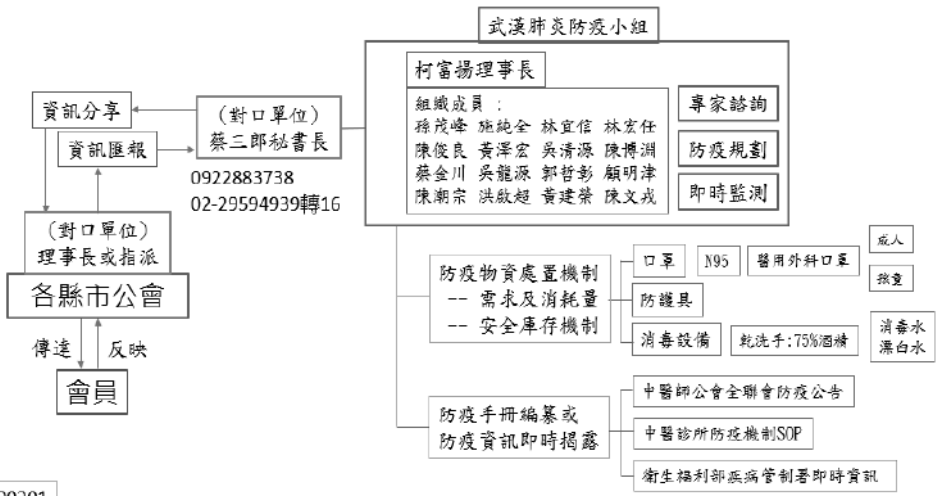 武漢肺炎防疫小組
柯富揚理事長
組織成員：
孫茂峰 施純全 林宜信 林宏任
陳俊良 黃澤宏 吳清源 陳博淵
蔡金川 吳龍源 郭哲彰 顧明津
陳潮宗 洪啟超 黃建榮 陳文戎
專家諮詢
防疫規劃
即時監測
資訊分享
資訊匯報
(對口單位)
蔡三郎秘書長
0922883738
02-29594939轉16
(對口單位)
理事長或指派
各縣市公會
傳達 反映
會員
防疫物資處置機制
-- 需求及消耗量
-- 安全庫存機制
口罩 N95 醫用外科口罩
成人
孩童
防護具
消毒設備 乾洗手:75%酒精
消毒水
漂白水
防疫手冊編纂或
防疫資訊即時揭露
中醫師公會全聯會防疫公告
中醫診所防疫機制SOP
衛生福利部疾病管制署即時資訊